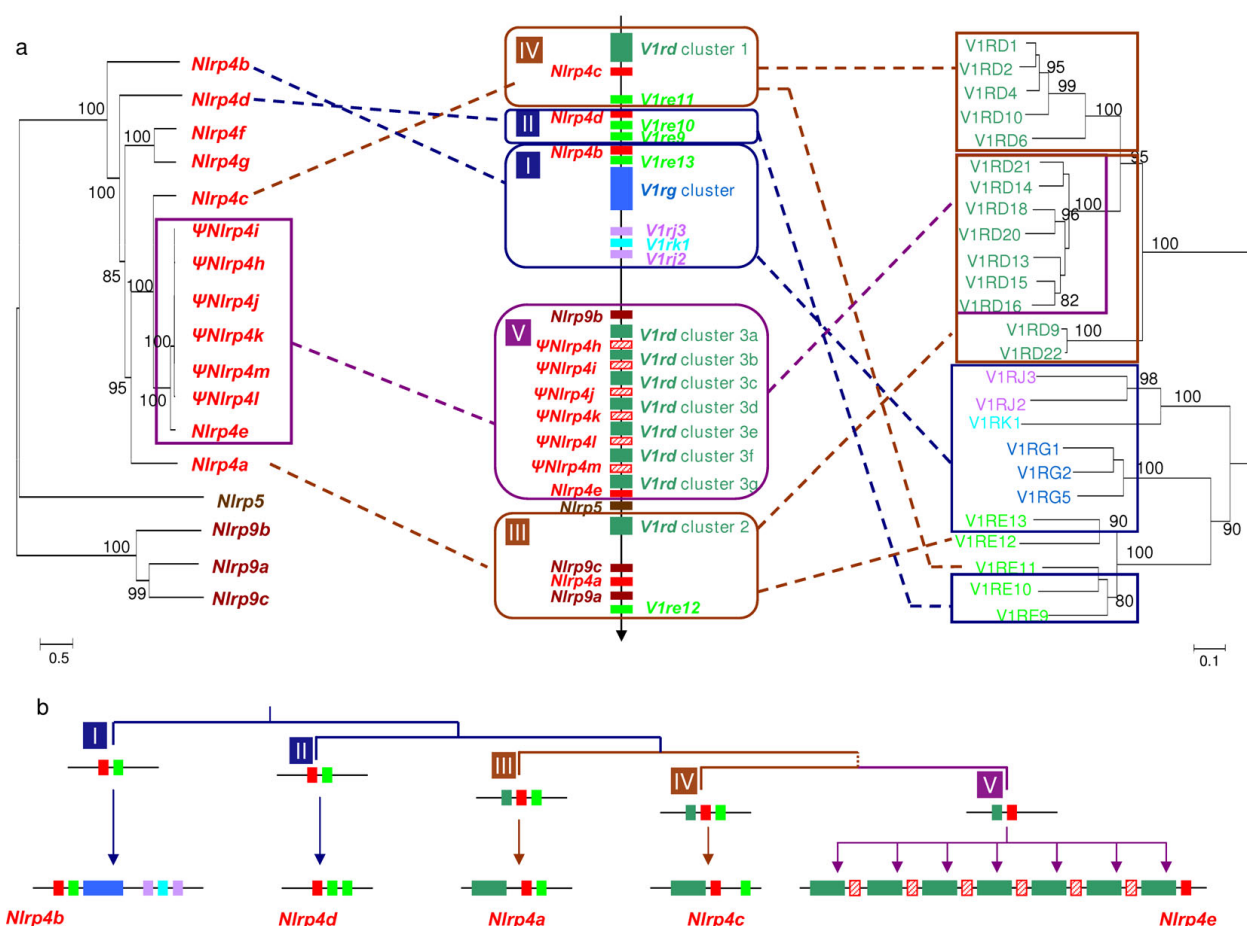 a
Nlrp4b
Nlrp4d
Nlrp4f
Nlrp4g
Nlrp4c
ΨNlrp4i
ΨNlrp4h
ΨNlrp4j
ΨNlrp4k
ΨNlrp4m
ΨNlrp4l
Nlrp4e
Nlrp4a
Nlrp5
Nlrp9b
Nlrp9a
Nlrp9c
100
100
100
100
85
100
95
100
100
99
0.5
IV
V1rd cluster 1
Nlrp4c
V1re11
II
Nlrp4d
V1re10
V1re9
I
Nlrp4b
V1re13
V1rg cluster
V1rj3
V1rk1
V1rj2
V
Nlrp9b
V1rd cluster 3a
ΨNlrp4h
V1rd cluster 3b
ΨNlrp4i
V1rd cluster 3c
ΨNlrp4j
V1rd cluster 3d
ΨNlrp4k
V1rd cluster 3e
ΨNlrp4l
V1rd cluster 3f
ΨNlrp4m
V1rd cluster 3g
Nlrp4e
Nlrp5
III
V1rd cluster 2
Nlrp9c
Nlrp4a
Nlrp9a
V1re12
V1RD1
V1RD2
V1RD4
V1RD10
V1RD6
V1RD21
V1RD14
V1RD18
V1RD20
V1RD13
V1RD15
V1RD16
V1RD9
V1RD22
V1RJ3
V1RJ2
V1RK1
V1RG1
V1RG2
V1RG5
V1RE13
V1RE12
V1RE11
V1RE10
V1RE9
95
99
100
100
96
100
82
100
98
100
100
90
90
100
80
0.1
b
I
II
III
IV
V
Nlrp4b
Nlrp4d
Nlrp4a
Nlrp4c
Nlrp4e